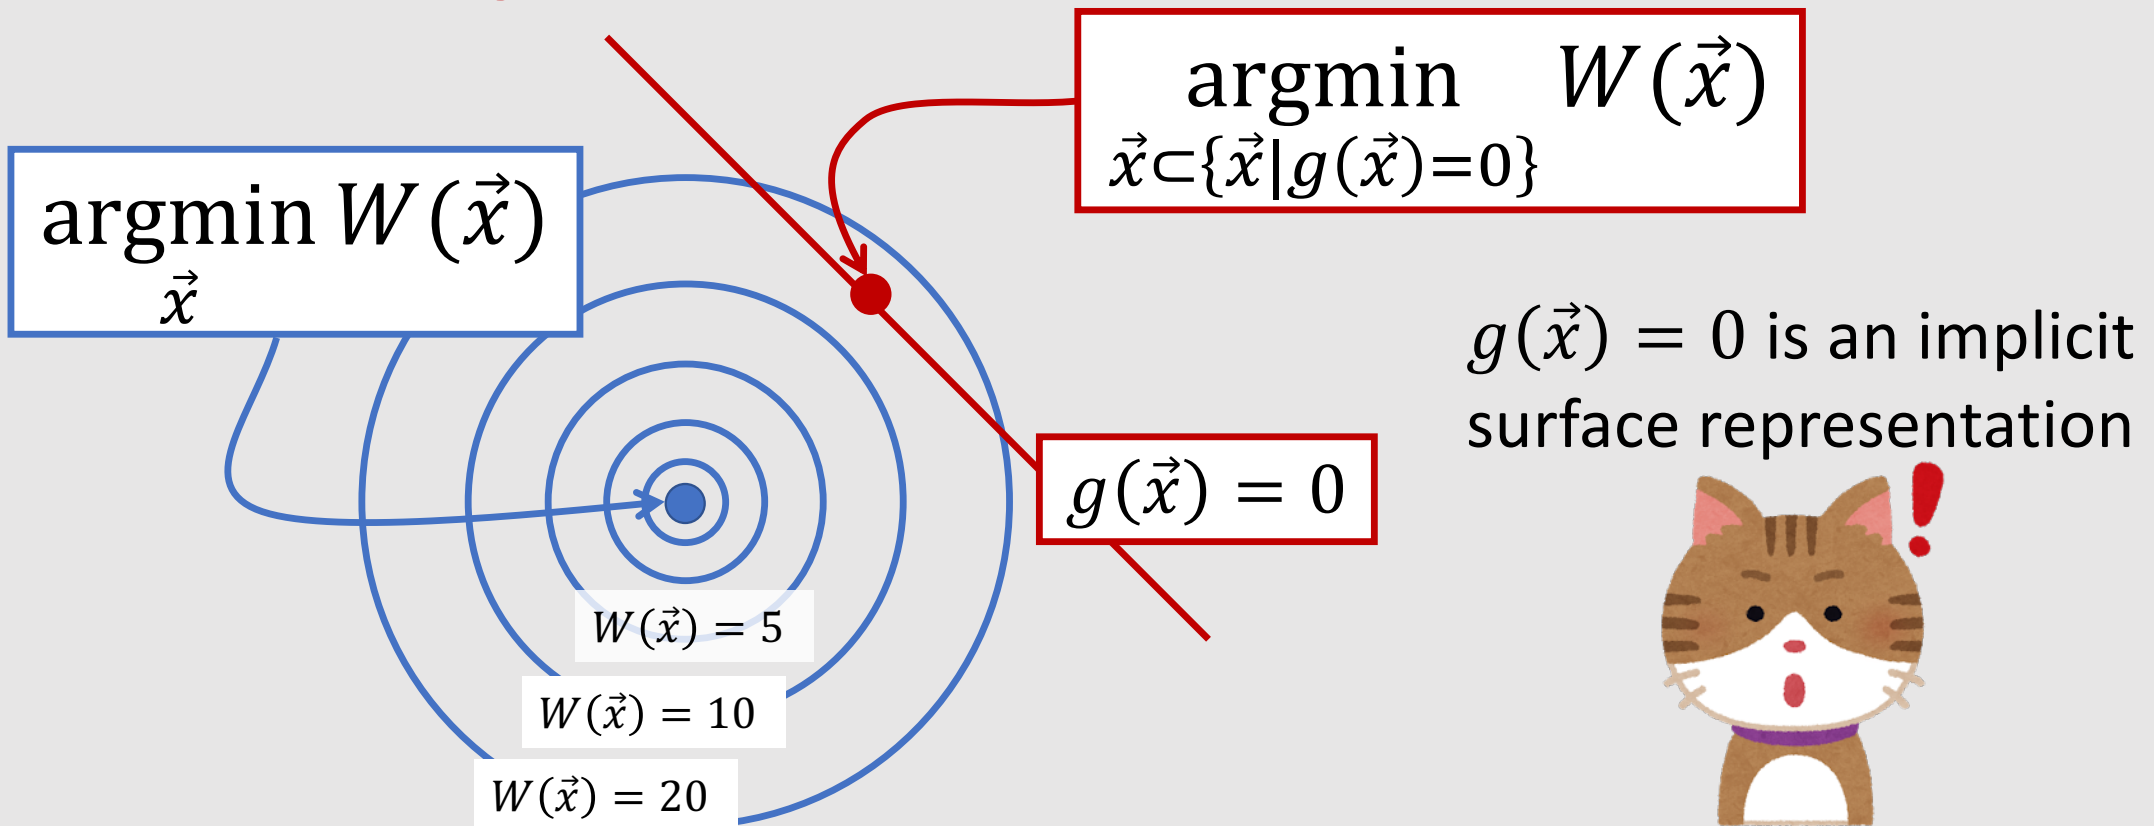 argmin W(x⃗)
x⃗⊂{x⃗|g(x⃗)=0}
argmin W(x⃗)
x⃗
g(x⃗) = 0 is an implicit
surface representation
g(x⃗) = 0
W(x⃗) = 5
W(x⃗) = 10
W(x⃗) = 20